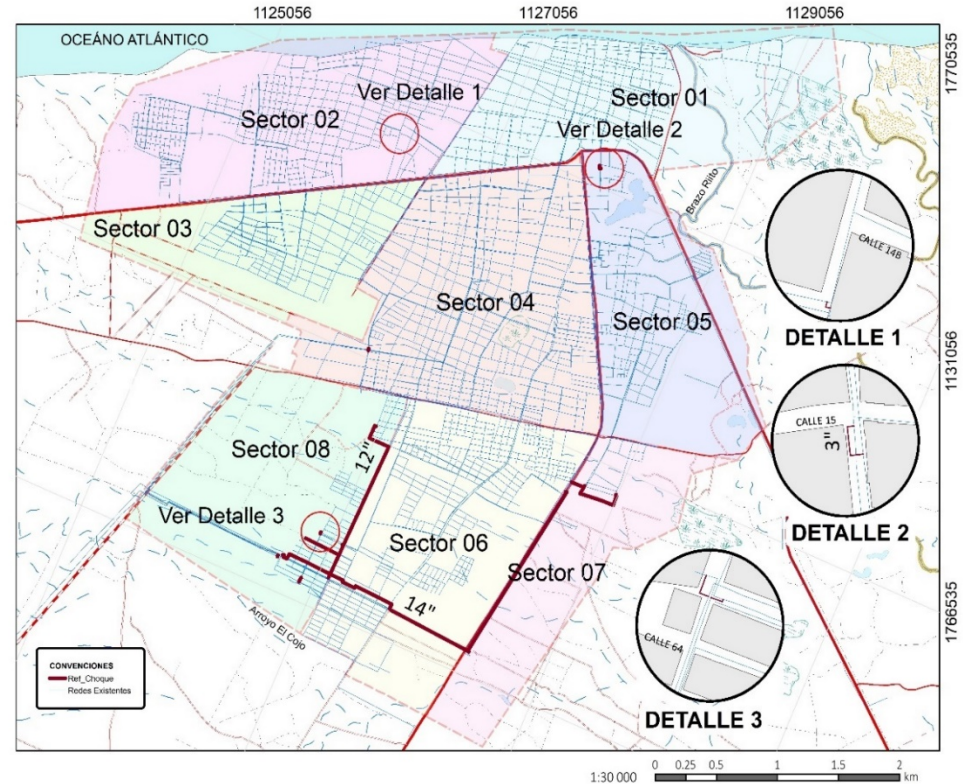 1125056
1127056
1129056
OCEÁNO ATLÁNTICO
1770535
Ver Detalle 1
Sector 01
Sector 02
Ver Detalle 2
Brazo Riito
Sector 03
CALLE 14B
Sector 04
Sector 05
DETALLE 1
1131056
CALLE 15
3"
Sector 08
12"
Ver Detalle 3
DETALLE 2
Sector 06
Sector 07
14"
1766535
Arroyo El Cojo
CALLE 64
CONVENCIONES
Ref_Choque
Redes Existentes
DETALLE 3
1:30 000
0 0.25 0.5 1 1.5 2
km